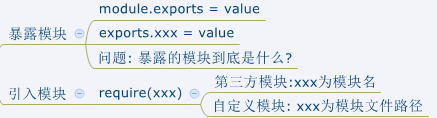 module.exports = value
暴露模块
exports.xxx = value
问题: 暴露的模块到底是什么?
引入模块
require(xxx)
第三方模块:xxx为模块名
自定义模块: xxx为模块文件路径